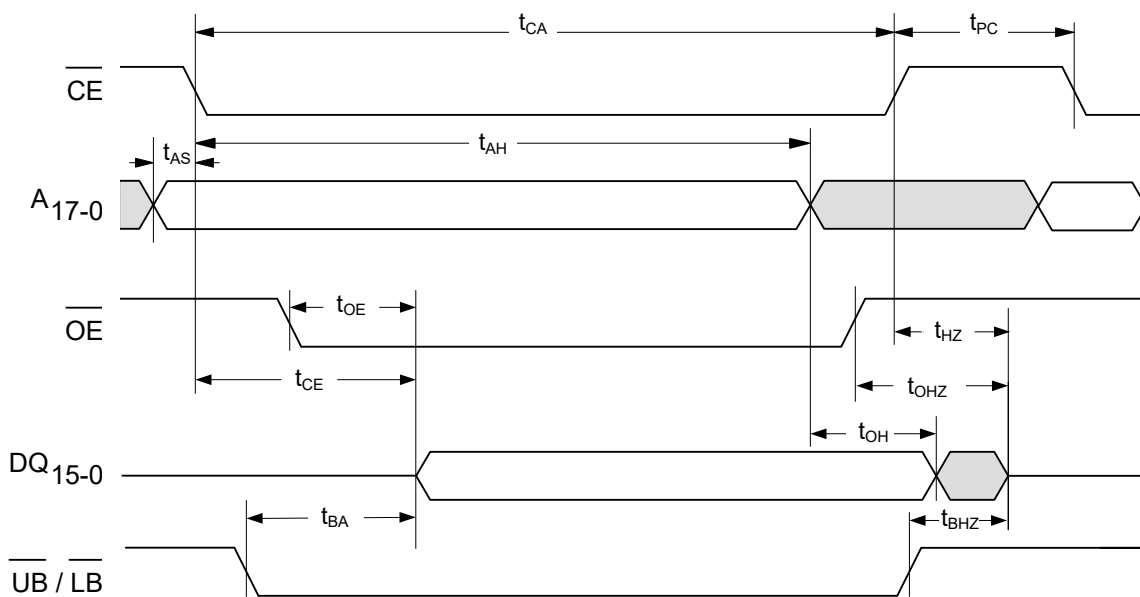 tCA
tPC
CE
tAS
tAH
A17-0
OE
tOE
tHZ
tCE
tOHZ
tOH
DQ15-0
tBA
tBHZ
UB / LB